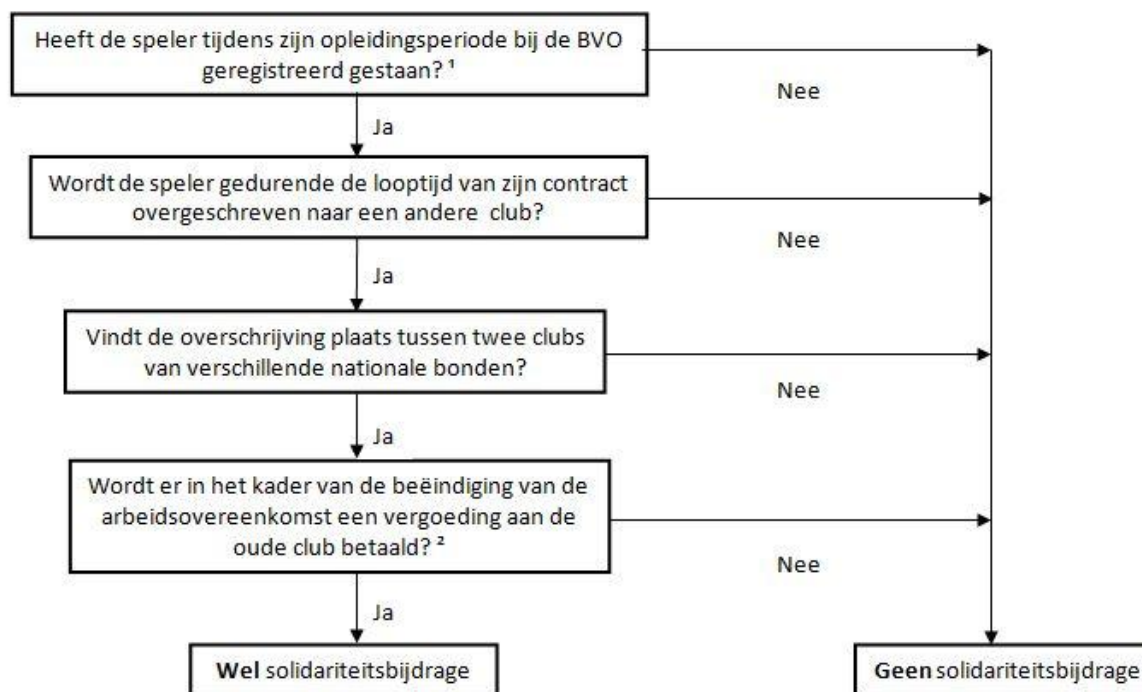 Heeft de speler tijdens zijn opleidingsperiode bij de BVO
geregistreerd gestaan? ¹
Nee
Ja
Wordt de speler gedurende de looptijd van zijn contract
overgeschreven naar een andere club?
Nee
Ja
Vindt de overschrijving plaats tussen twee clubs
van verschillende nationale bonden?
Nee
Ja
Wordt er in het kader van de beëindiging van de
arbeidsovereenkomst een vergoeding aan de
oude club betaald? ²
Nee
Ja
Wel solidariteitsbijdrage
Geen solidariteitsbijdrage